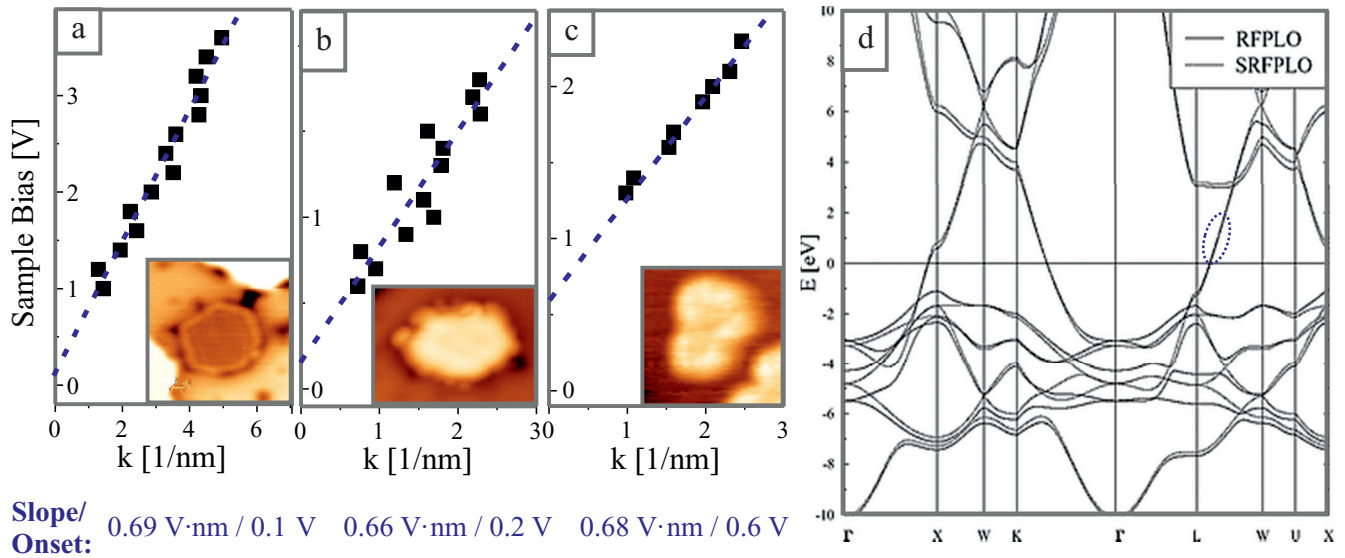 a
b
c
d
Sample Bias [V]
3
2
1
0
0
2
4
6
k [1/nm]
1
0
0
1
2
3
k [1/nm]
2
1
0
0
1
2
3
k [1/nm]
RFPLO
SRFPLO
E [eV]
10
8
6
4
2
0
-2
-4
-6
-8
-10
Γ
X
W
K
Γ
L
W
U
X
Slope/
Onset:
0.69 V·nm / 0.1 V
0.66 V·nm / 0.2 V
0.68 V·nm / 0.6 V